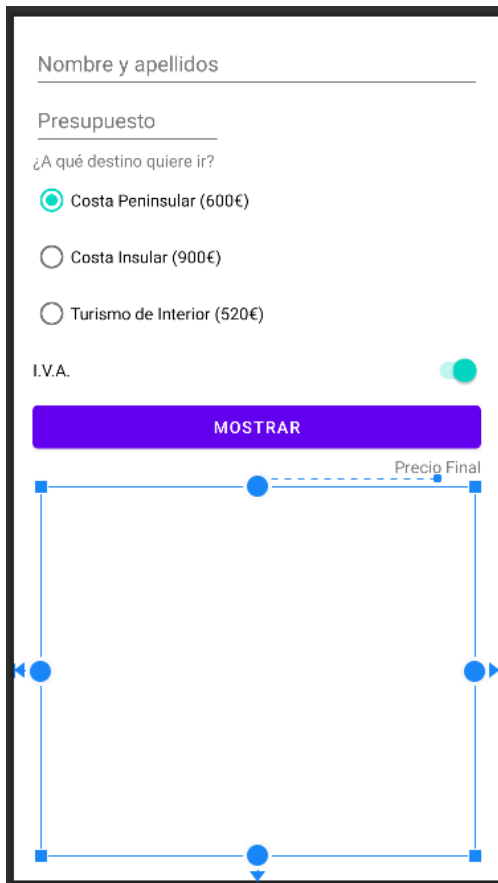 Nombre y apellidos
Presupuesto
¿A qué destino quiere ir?
Costa Peninsular (600€)
Costa Insular (900€)
Turismo de Interior (520€)
I.V.A.
MOSTRAR
Precio Final